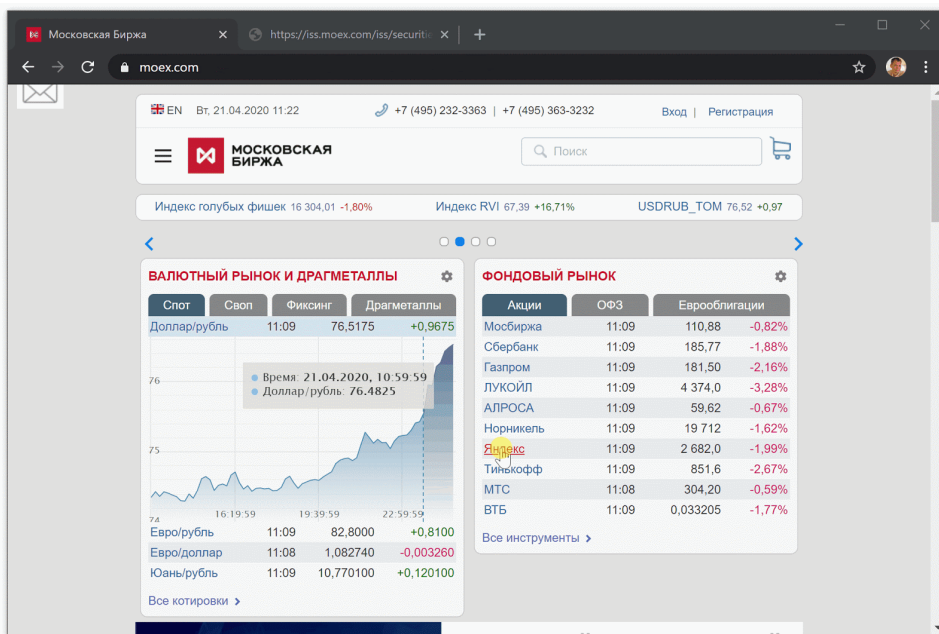 Московская Биржа
https://iss.moex.com/iss/securitie
moex.com
EN Вт, 21.04.2020 11:22 +7 (495) 232-3363 | +7 (495) 363-3232 Вход | Регистрация
МОСКОВСКАЯ
БИРЖА
Поиск
Индекс голубых фишек 16 304,01 -1,80% Индекс RVI 67,39 +16,71% USDRUB_TOM 76,52 +0,97
ВАЛЮТНЫЙ РЫНОК И ДРАГМЕТАЛЛЫ
Спот Своп Фиксинг Драгметаллы
Доллар/рубль 11:09 76,5175 +0,9675
76
Время: 21.04.2020, 10:59:59
Доллар/рубль: 76.4825
75
74
16:19:59 19:39:59 22:59:59
Евро/рубль 11:09 82,8000 +0,8100
Евро/доллар 11:08 1,082740 -0,003260
Юань/рубль 11:09 10,770100 +0,120100
Все котировки
ФОНДОВЫЙ РЫНОК
Акции ОФЗ Еврооблигации
Мосбиржа 11:09 110,88 -0,82%
Сбербанк 11:09 185,77 -1,88%
Газпром 11:09 181,50 -2,16%
ЛУКОЙЛ 11:09 4 374,0 -3,28%
АЛРОСА 11:09 59,62 -0,67%
Норникель 11:09 19 712 -1,62%
Яндекс 11:09 2 682,0 -1,99%
Тинькофф 11:09 851,6 -2,67%
МТС 11:08 304,20 -0,59%
ВТБ 11:09 0,033205 -1,77%
Все инструменты